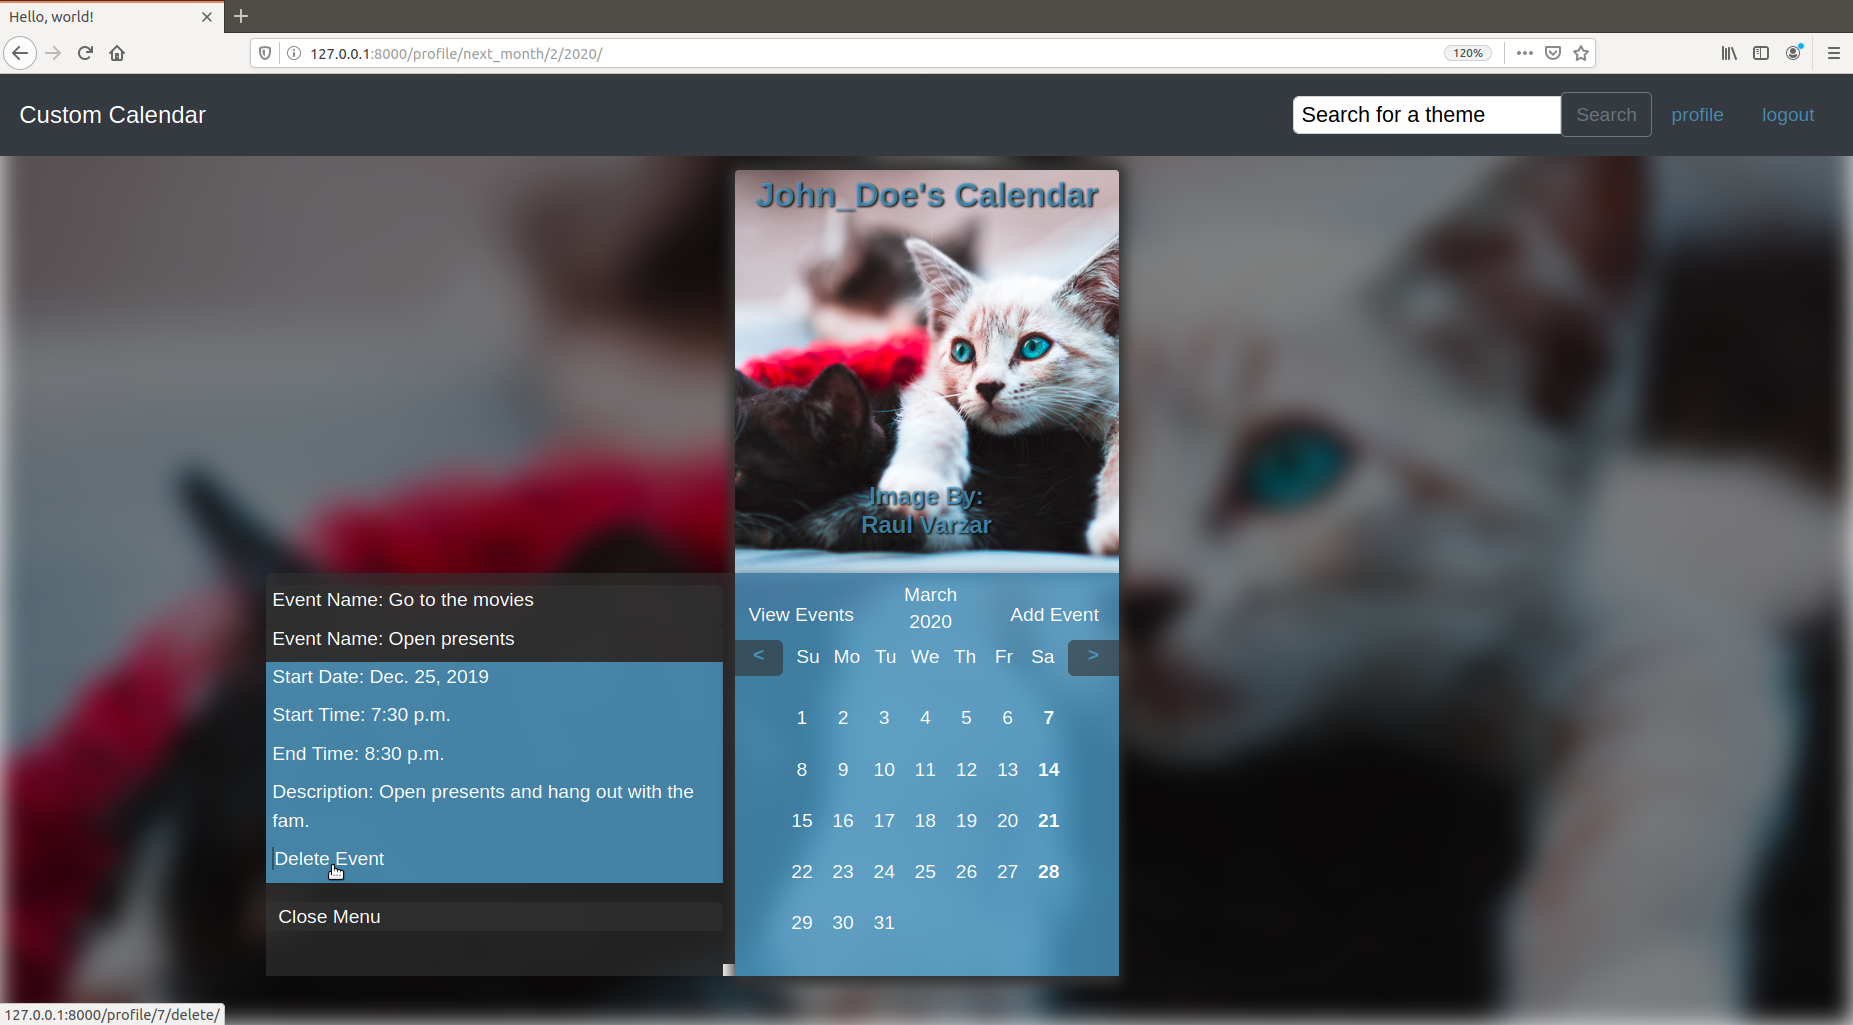 Hello, world!
127.0.0.1:8000/profile/next_month/2/2020/
120%
Custom Calendar
Search for a theme
Search
profile
logout
John_Doe's Calendar
Image By:
Raul Varzar
Event Name: Go to the movies
Event Name: Open presents
Start Date: Dec. 25, 2019
Start Time: 7:30 p.m.
End Time: 8:30 p.m.
Description: Open presents and hang out with the
fam.
Delete Event
Close Menu
View Events
March
2020
Add Event
< Su Mo Tu We Th Fr Sa >
1 2 3 4 5 6 7
8 9 10 11 12 13 14
15 16 17 18 19 20 21
22 23 24 25 26 27 28
29 30 31
127.0.0.1:8000/profile/7/delete/